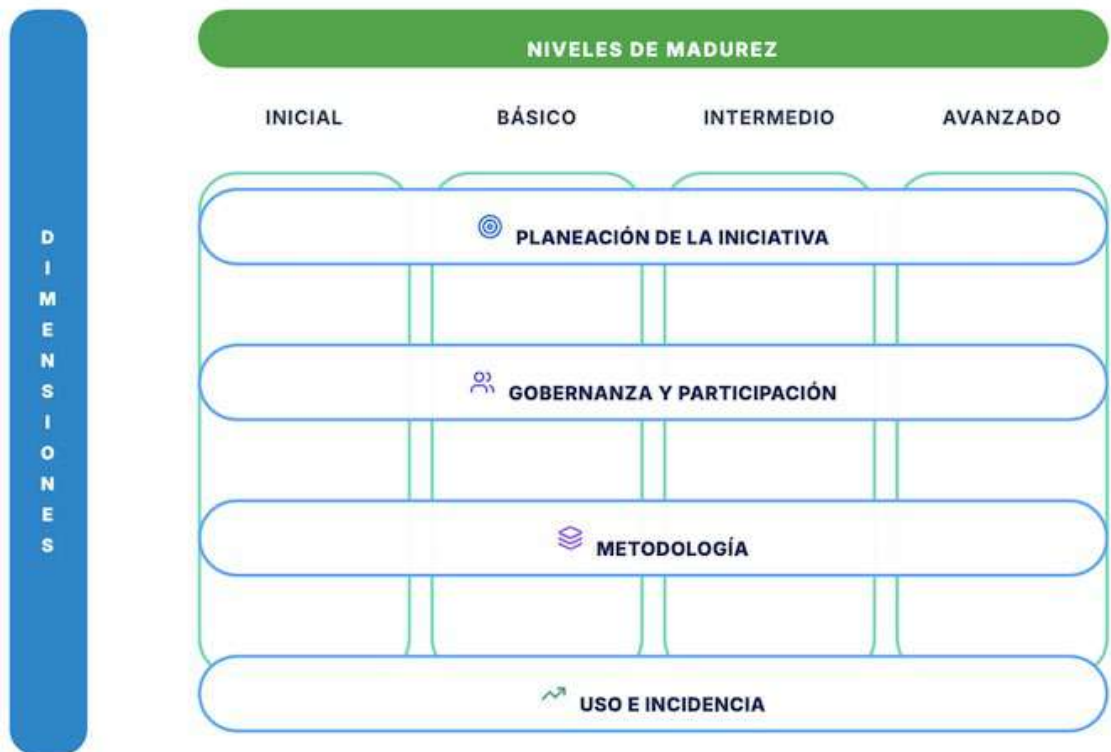 NIVELES DE MADUREZ
INICIAL BÁSICO INTERMEDIO AVANZADO
DIMENSIONES
PLANEACIÓN DE LA INICIATIVA
GOBERNANZA Y PARTICIPACIÓN
METODOLOGÍA
USO E INCIDENCIA